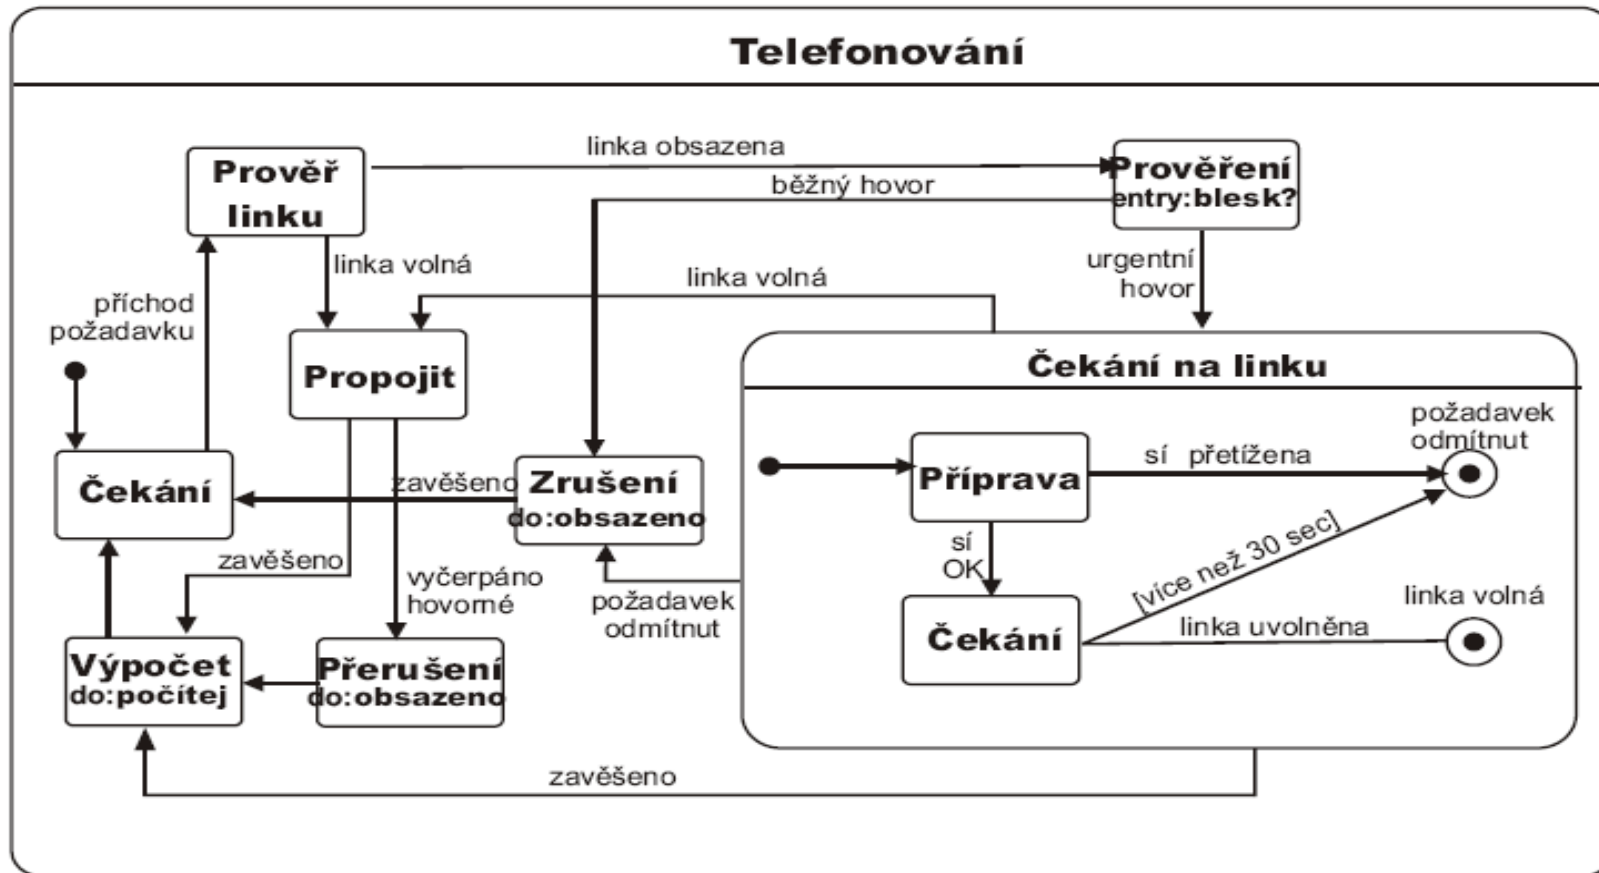 Telefonování
linka obsazena
Prověř
linku
Prověření
entry:blesk?
běžný hovor
linka volná
linka volná
urgentní
hovor
příchod
požadavku
Propojit
Čekání na linku
požadavek
odmítnut
Čekání
zavěšeno
Zrušení
do:obsazeno
Příprava
sí přetížena
sí
OK
[více než 30 sec]
zavěšeno
vyčerpáno
hovorné
požadavek
odmítnut
Čekání
linka uvolněna
linka volná
Výpočet
do:počítej
Přerušení
do:obsazeno
zavěšeno